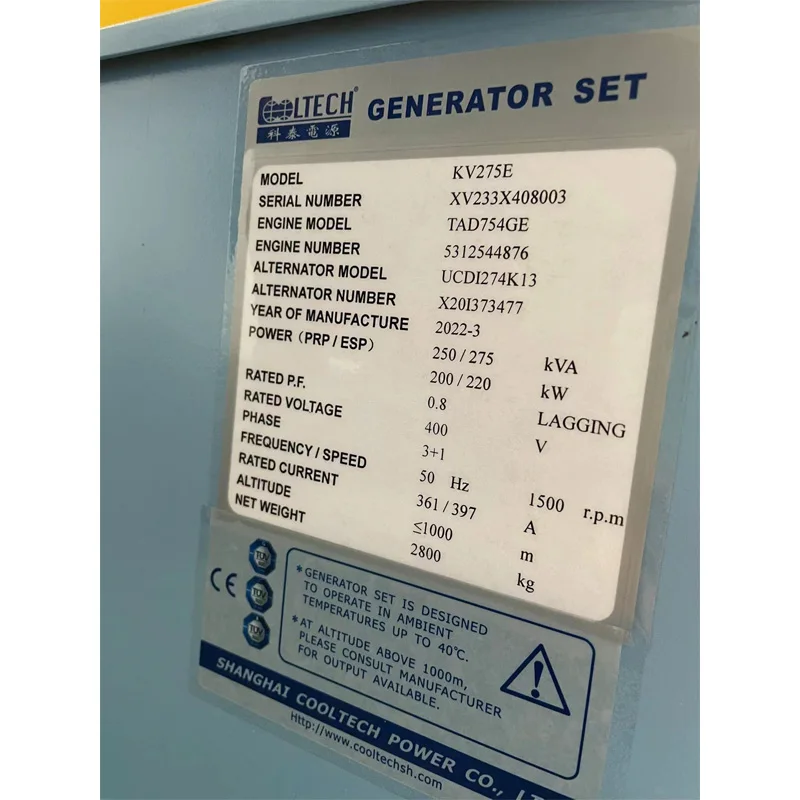 COOLTECH® GENERATOR SET
科泰電源
MODEL KV275E
SERIAL NUMBER XV233X408003
ENGINE MODEL TAD754GE
ENGINE NUMBER 5312544876
ALTERNATOR MODEL UCDI274K13
ALTERNATOR NUMBER X20I373477
YEAR OF MANUFACTURE 2022-3
POWER (PRP / ESP) 250 / 275 kVA
200 / 220 kW
RATED P.F. 0.8 LAGGING
RATED VOLTAGE 400 V
PHASE 3+1
FREQUENCY / SPEED 50 Hz 1500 r.p.m
RATED CURRENT 361 / 397 A
ALTITUDE ≤1000 m
NET WEIGHT 2800 kg
TÜV
CE TÜV
TÜV
*GENERATOR SET IS DESIGNED
TO OPERATE IN AMBIENT
TEMPERATURES UP TO 40℃.
*AT ALTITUDE ABOVE 1000m,
PLEASE CONSULT MANUFACTURER
FOR OUTPUT AVAILABLE.
SHANGHAI COOLTECH POWER CO., LT
Http://www.cooltechsh.com